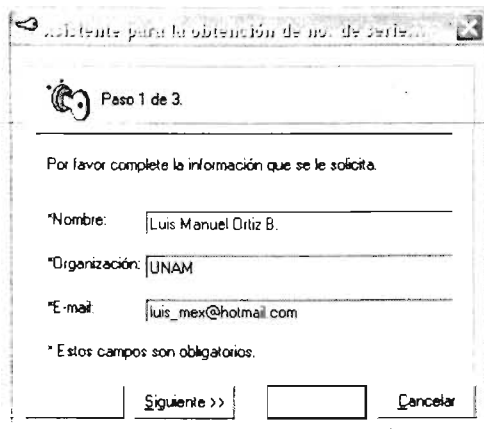 Asistente para la obtención de no. de serie...
Paso 1 de 3.
Por favor complete la información que se le solicita.
*Nombre: Luis Manuel Ortiz B.
*Organización: UNAM
*E-mail: luis_mex@hotmail.com
* Estos campos son obligatorios.
Siguiente >> Cancelar